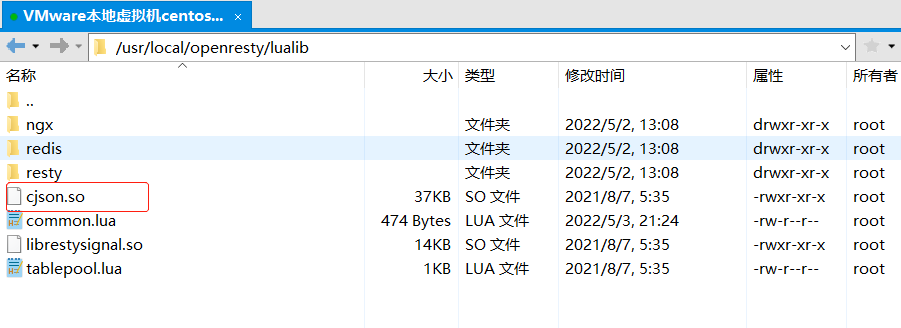 VMware本地虚拟机centos... ×
/usr/local/openresty/lualib
名称 大小 类型 修改时间 属性 所有者
..
ngx 文件夹 2022/5/2, 13:08 drwxr-xr-x root
redis 文件夹 2022/5/2, 13:08 drwxr-xr-x root
resty 文件夹 2022/5/2, 13:08 drwxr-xr-x root
cjson.so 37KB SO 文件 2021/8/7, 5:35 -rwxr-xr-x root
common.lua 474 Bytes LUA 文件 2022/5/3, 21:24 -rw-r--r-- root
librestysignal.so 14KB SO 文件 2021/8/7, 5:35 -rwxr-xr-x root
tablepool.lua 1KB LUA 文件 2021/8/7, 5:35 -rw-r--r-- root